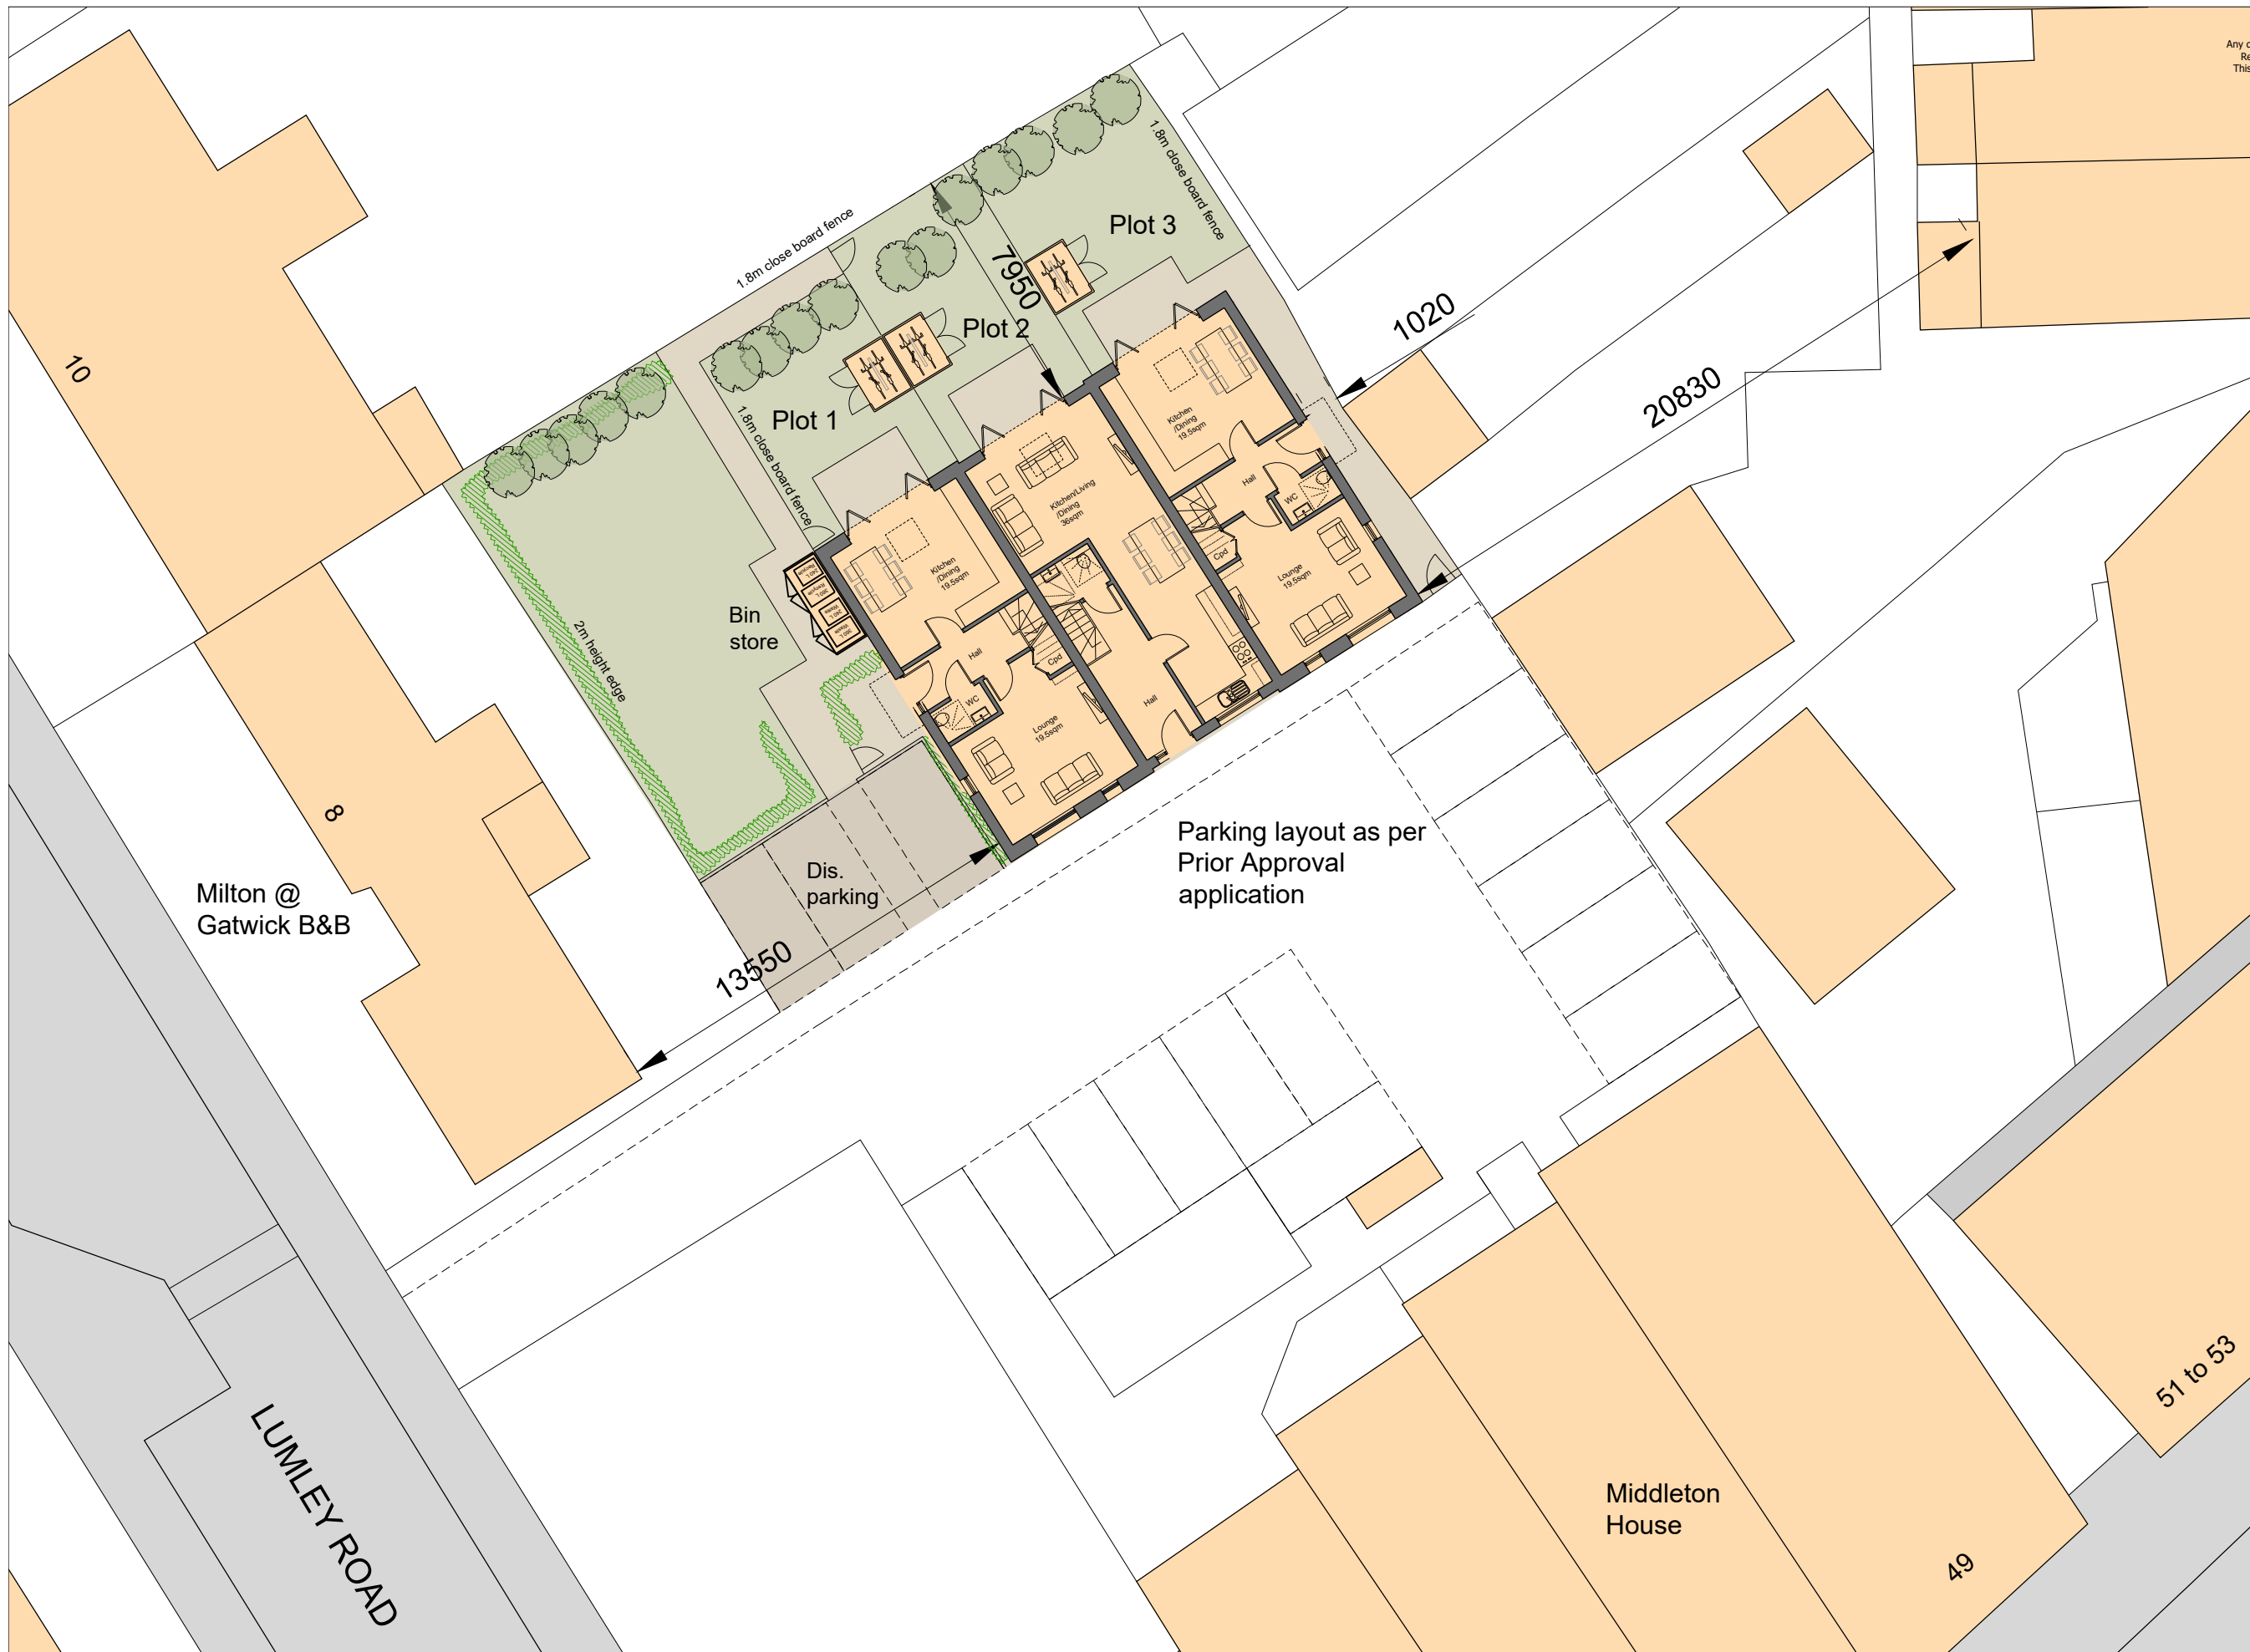 Any
Re
This
10
1.8m close board fence
1.8m close board fence
Plot 3
7950
Plot 2
Plot 1
1.8m close board fence
1020
20830
Kitchen
/Dining
19.5sqm
Kitchen/Living
/Dining
36sqm
Kitchen
/Dining
19.5sqm
Hall
WC
Cpd
Lounge
19.5sqm
Bin
store
2m height edge
Hall
Cpd
WC
Hall
Lounge
19.5sqm
8
Milton @
Gatwick B&B
Dis.
parking
13550
Parking layout as per
Prior Approval
application
LUMLEY ROAD
Middleton
House
49
51 to 53